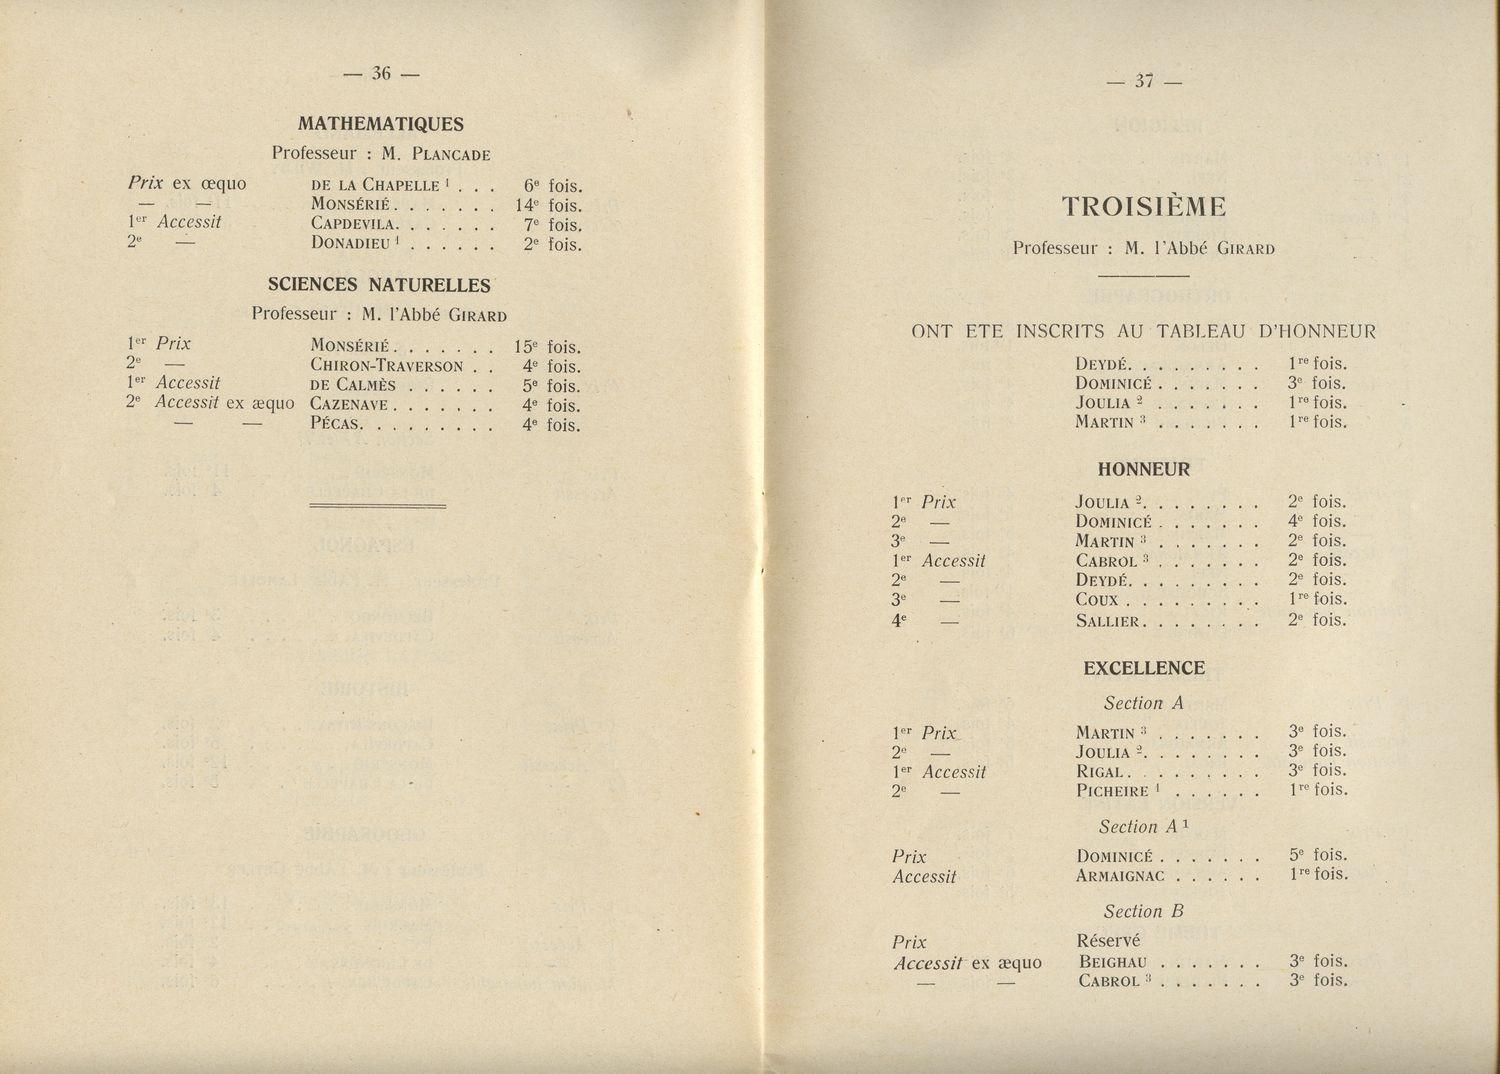 — 36 —
MATHEMATIQUES
Professeur : M. PLANCADE
Prix ex œquo DE LA CHAPELLE ¹ . . . 6ᵉ fois.
— — MONSÉRIÉ . . . . . . . 14ᵉ fois.
1ᵉʳ Accessit CAPDEVILA. . . . . . . 7ᵉ fois.
2ᵉ — DONADIEU ¹ . . . . . . 2ᵉ fois.
SCIENCES NATURELLES
Professeur : M. l'Abbé GIRARD
1ᵉʳ Prix MONSÉRIÉ . . . . . . . 15ᵉ fois.
2ᵉ — CHIRON-TRAVERSON . . 4ᵉ fois.
1ᵉʳ Accessit DE CALMÈS . . . . . . 5ᵉ fois.
2ᵉ Accessit ex æquo CAZENAVE . . . . . . . 4ᵉ fois.
— — PÉCAS. . . . . . . . . 4ᵉ fois.
— 37 —
TROISIÈME
Professeur : M. l'Abbé GIRARD
ONT ETE INSCRITS AU TABLEAU D'HONNEUR
DEYDÉ. . . . . . . . . 1ʳᵉ fois.
DOMINICÉ . . . . . . . 3ᵉ fois.
JOULIA ² . . . . . . . 1ʳᵉ fois.
MARTIN ³ . . . . . . . 1ʳᵉ fois.
HONNEUR
1ᵉʳ Prix JOULIA ². . . . . . . . 2ᵉ fois.
2ᵉ — DOMINICÉ . . . . . . . 4ᵉ fois.
3ᵉ — MARTIN ³ . . . . . . . 2ᵉ fois.
1ᵉʳ Accessit CABROL ³ . . . . . . . 2ᵉ fois.
2ᵉ — DEYDÉ. . . . . . . . . 2ᵉ fois.
3ᵉ — COUX . . . . . . . . . 1ʳᵉ fois.
4ᵉ — SALLIER. . . . . . . . 2ᵉ fois.
EXCELLENCE
Section A
1ᵉʳ Prix MARTIN ³ . . . . . . . 3ᵉ fois.
2ᵉ — JOULIA ². . . . . . . . 3ᵉ fois.
1ᵉʳ Accessit RIGAL. . . . . . . . . 3ᵉ fois.
2ᵉ — PICHEIRE ¹ . . . . . . 1ʳᵉ fois.
Section A ¹
Prix DOMINICÉ . . . . . . . 5ᵉ fois.
Accessit ARMAIGNAC . . . . . . 1ʳᵉ fois.
Section B
Prix Réservé
Accessit ex æquo BEIGHAU . . . . . . . 3ᵉ fois.
— — CABROL ³ . . . . . . . 3ᵉ fois.